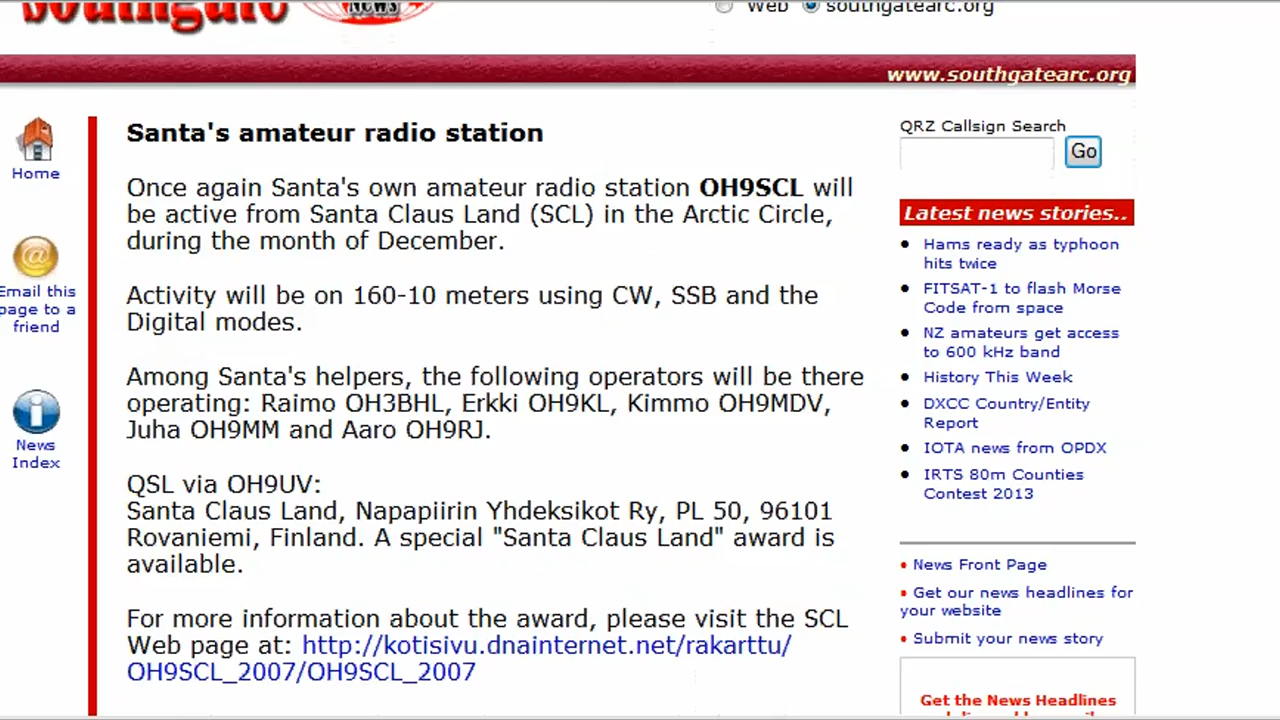 southgate
NEWS
Web southgatearc.org
www.southgatearc.org
Home
Email this
page to a
friend
News
Index
Santa's amateur radio station
Once again Santa's own amateur radio station OH9SCL will
be active from Santa Claus Land (SCL) in the Arctic Circle,
during the month of December.
Activity will be on 160-10 meters using CW, SSB and the
Digital modes.
Among Santa's helpers, the following operators will be there
operating: Raimo OH3BHL, Erkki OH9KL, Kimmo OH9MDV,
Juha OH9MM and Aaro OH9RJ.
QSL via OH9UV:
Santa Claus Land, Napapiirin Yhdeksikot Ry, PL 50, 96101
Rovaniemi, Finland. A special "Santa Claus Land" award is
available.
For more information about the award, please visit the SCL
Web page at: http://kotisivu.dnainternet.net/rakarttu/
OH9SCL_2007/OH9SCL_2007
QRZ Callsign Search
Go
Latest news stories..
Hams ready as typhoon
hits twice
FITSAT-1 to flash Morse
Code from space
NZ amateurs get access
to 600 kHz band
History This Week
DXCC Country/Entity
Report
IOTA news from OPDX
IRTS 80m Counties
Contest 2013
News Front Page
Get our news headlines for
your website
Submit your news story
Get the News Headlines